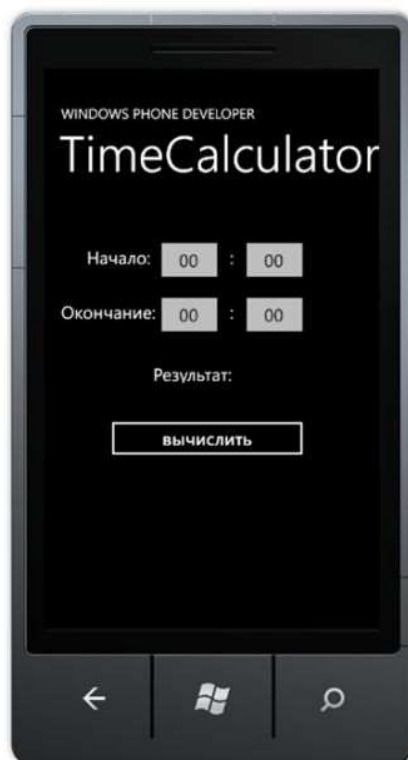 WINDOWS PHONE DEVELOPER
TimeCalculator
Начало: 00 : 00
Окончание: 00 : 00
Результат:
вычислить